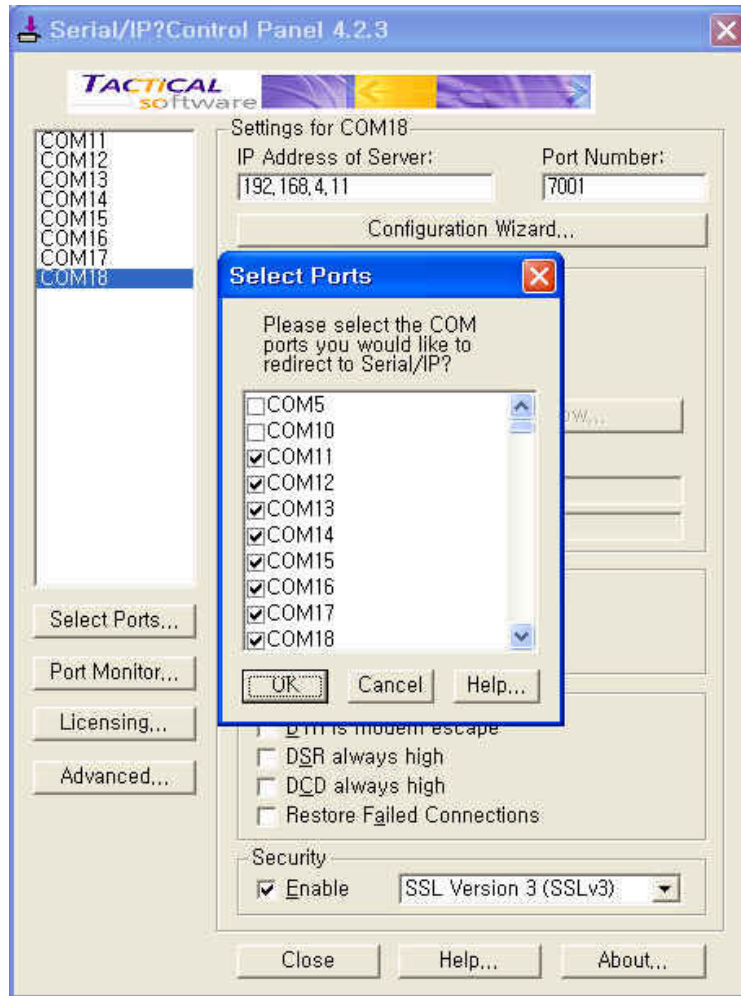 Serial/IP?Control Panel 4.2.3
TACTICAL
software
COM11
COM12
COM13
COM14
COM15
COM16
COM17
COM18
Select Ports...
Port Monitor...
Licensing...
Advanced...
Settings for COM18
IP Address of Server:
Port Number:
192,168,4,11
7001
Configuration Wizard...
Select Ports
Please select the COM
ports you would like to
redirect to Serial/IP?
COM5
COM10
COM11
COM12
COM13
COM14
COM15
COM16
COM17
COM18
OK
Cancel
Help...
DSR always high
DCD always high
Restore Failed Connections
Security
Enable
SSL Version 3 (SSLv3)
Close
Help...
About...